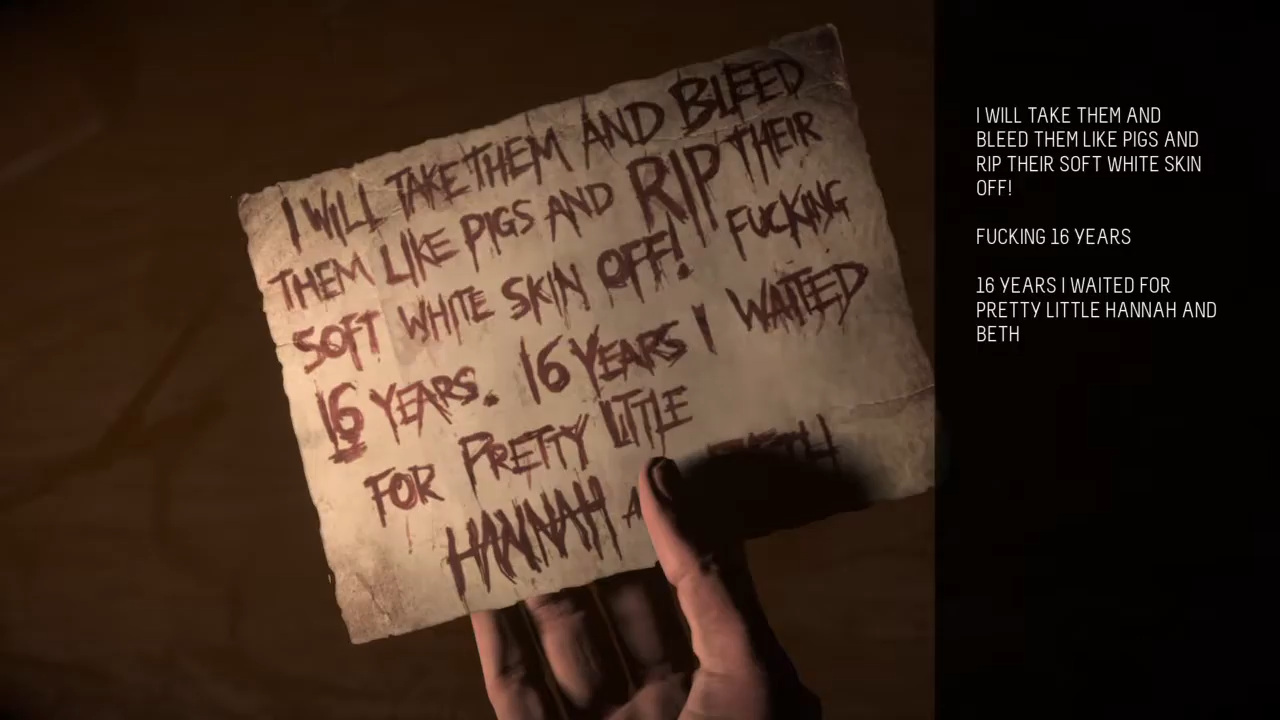 I WILL TAKE THEM AND BLEED
THEM LIKE PIGS AND RIP THEIR
SOFT WHITE SKIN OFF! FUCKING
16 YEARS. 16 YEARS I WAITED
FOR PRETTY LITTLE
HANNAH A BETH
I WILL TAKE THEM AND
BLEED THEM LIKE PIGS AND
RIP THEIR SOFT WHITE SKIN
OFF!
FUCKING 16 YEARS
16 YEARS I WAITED FOR
PRETTY LITTLE HANNAH AND
BETH